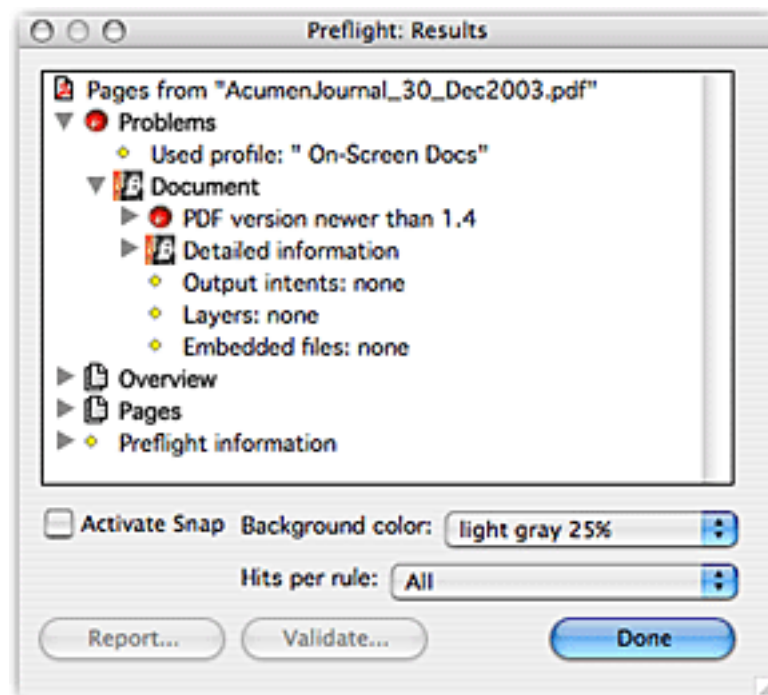 Preflight: Results
Pages from "AcumenJournal_30_Dec2003.pdf"
Problems
Used profile: " On-Screen Docs"
Document
PDF version newer than 1.4
Detailed information
Output intents: none
Layers: none
Embedded files: none
Overview
Pages
Preflight information
Activate Snap Background color: light gray 25%
Hits per rule: All
Report... Validate... Done